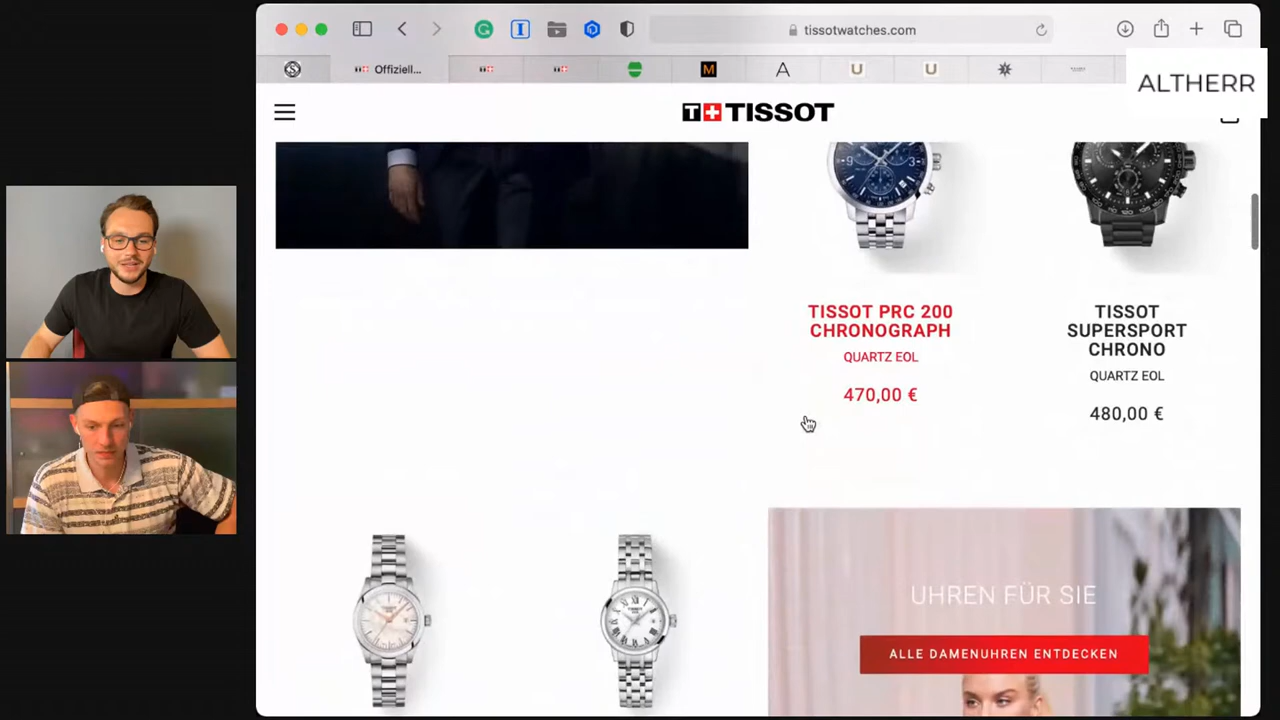 tissotwatches.com
Offiziell...
M
A
U
U
ALTHERR
T+TISSOT
TISSOT PRC 200
CHRONOGRAPH
QUARTZ EOL
470,00 €
TISSOT
SUPERSPORT
CHRONO
QUARTZ EOL
480,00 €
UHREN FÜR SIE
ALLE DAMENUHREN ENTDECKEN